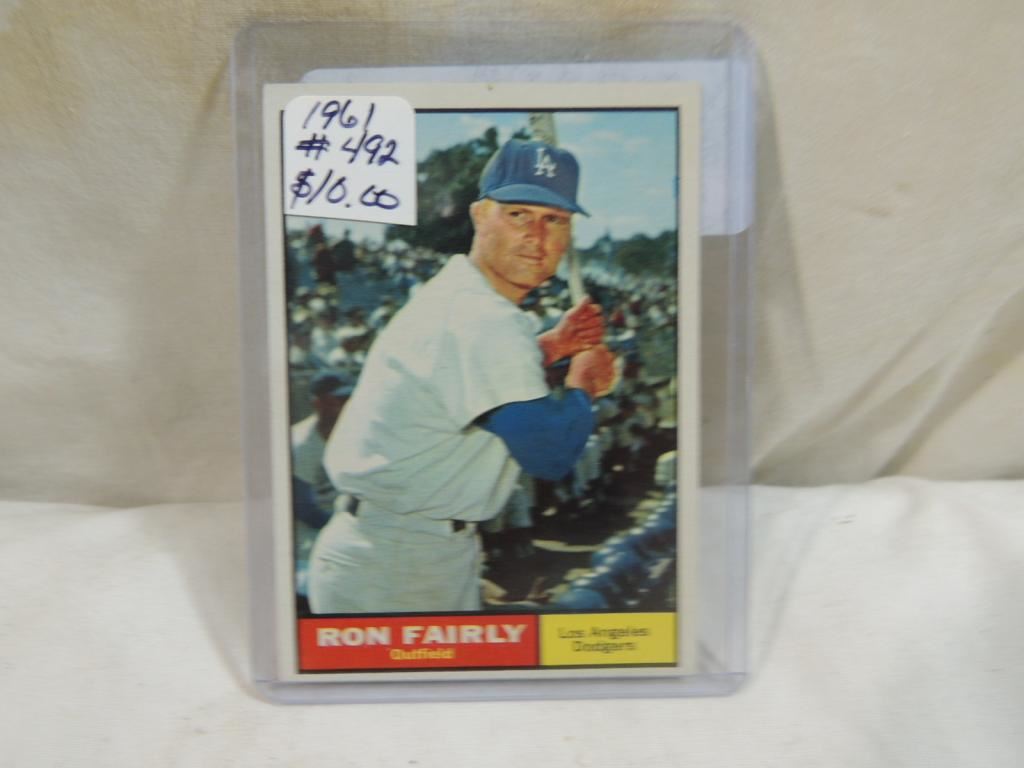 1961
# 492
$10.00
LA
RON FAIRLY
Outfield
Los Angeles
Dodgers